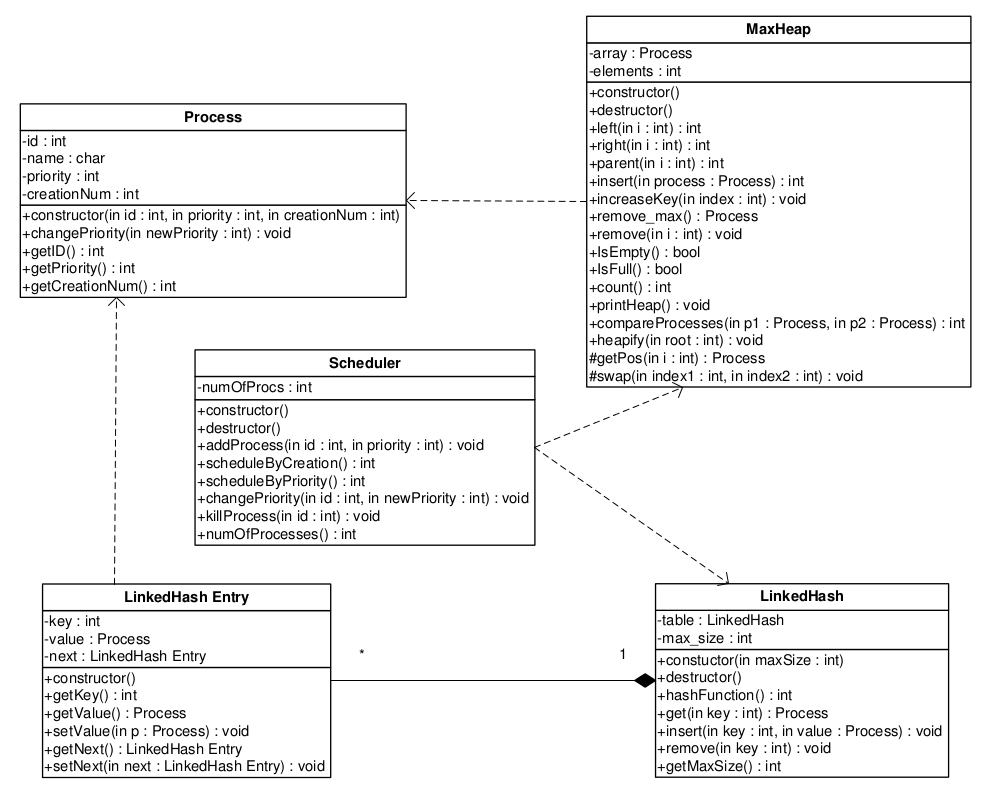 MaxHeap
-array : Process
-elements : int
+constructor()
+destructor()
+left(in i : int) : int
+right(in i : int) : int
+parent(in i : int) : int
+insert(in process : Process) : int
+increaseKey(in index : int) : void
+remove_max() : Process
+remove(in i : int) : void
+IsEmpty() : bool
+IsFull() : bool
+count() : int
+printHeap() : void
+compareProcesses(in p1 : Process, in p2 : Process) : int
+heapify(in root : int) : void
#getPos(in i : int) : Process
#swap(in index1 : int, in index2 : int) : void
Process
-id : int
-name : char
-priority : int
-creationNum : int
+constructor(in id : int, in priority : int, in creationNum : int)
+changePriority(in newPriority : int) : void
+getID() : int
+getPriority() : int
+getCreationNum() : int
Scheduler
-numOfProcs : int
+constructor()
+destructor()
+addProcess(in id : int, in priority : int) : void
+scheduleByCreation() : int
+scheduleByPriority() : int
+changePriority(in id : int, in newPriority : int) : void
+killProcess(in id : int) : void
+numOfProcesses() : int
LinkedHash Entry
-key : int
-value : Process
-next : LinkedHash Entry
+constructor()
+getKey() : int
+getValue() : Process
+setValue(in p : Process) : void
+getNext() : LinkedHash Entry
+setNext(in next : LinkedHash Entry) : void
*
1
LinkedHash
-table : LinkedHash
-max_size : int
+constuctor(in maxSize : int)
+destructor()
+hashFunction() : int
+get(in key : int) : Process
+insert(in key : int, in value : Process) : void
+remove(in key : int) : void
+getMaxSize() : int